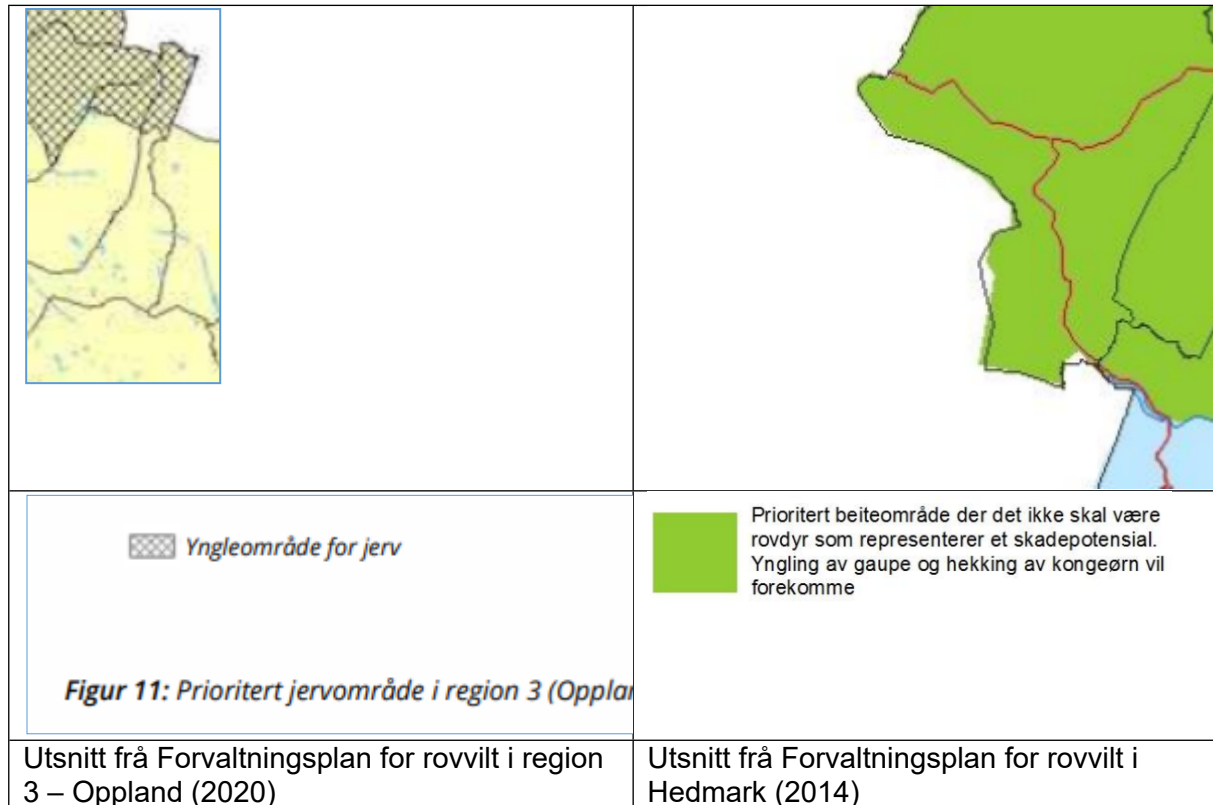 Yngleområde for jerv
Figur 11: Prioritert jervområde i region 3 (Opplan
Prioritert beiteområde der det ikke skal være
rovdyr som representerer et skadepotensial.
Yngling av gaupe og hekking av kongeørn vil
forekomme
Utsnitt frå Forvaltningsplan for rovvilt i region
3 – Oppland (2020)
Utsnitt frå Forvaltningsplan for rovvilt i
Hedmark (2014)